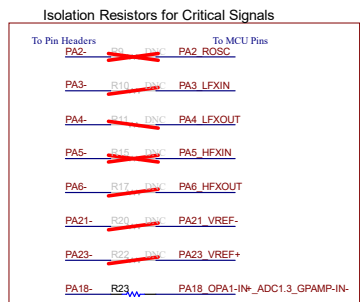 Isolation Resistors for Critical Signals
To Pin Headers To MCU Pins
PA2- R9 DNC PA2_ROSC
PA3- R10 DNC PA3_LFXIN
PA4- R11 DNC PA4_LFXOUT
PA5- R15 DNC PA5_HFXIN
PA6- R17 DNC PA6_HFXOUT
PA21- R20 DNC PA21_VREF-
PA23- R22 DNC PA23_VREF+
PA18- R23 PA18_OPA1-IN+_ADC1.3_GPAMP-IN-